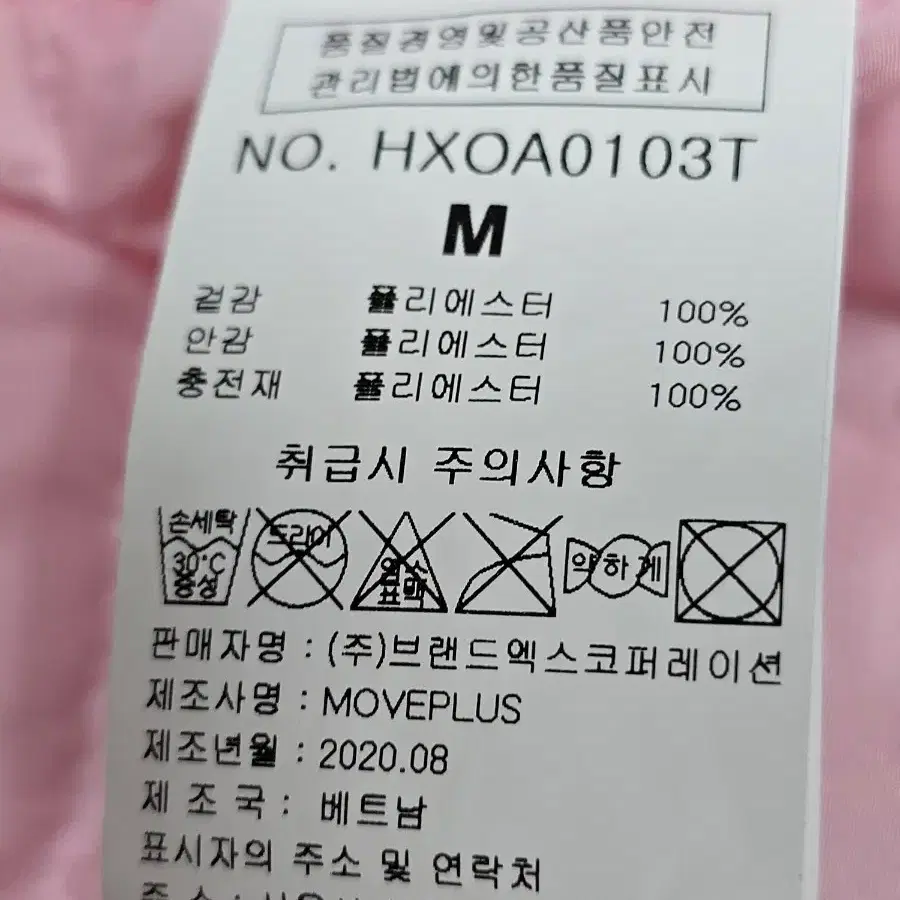 품질경영및공산품안전
관리법에의한품질표시
NO. HXOA0103T
M
겉감 폴리에스터 100%
안감 폴리에스터 100%
충전재 폴리에스터 100%
취급시 주의사항
손세탁 드라이
30°C 염소 약하게
중성 표백
판매자명 : (주)브랜드엑스코퍼레이션
제조사명 : MOVEPLUS
제조년월 : 2020.08
제 조 국 : 베트남
표시자의 주소 및 연락처
주 소 :